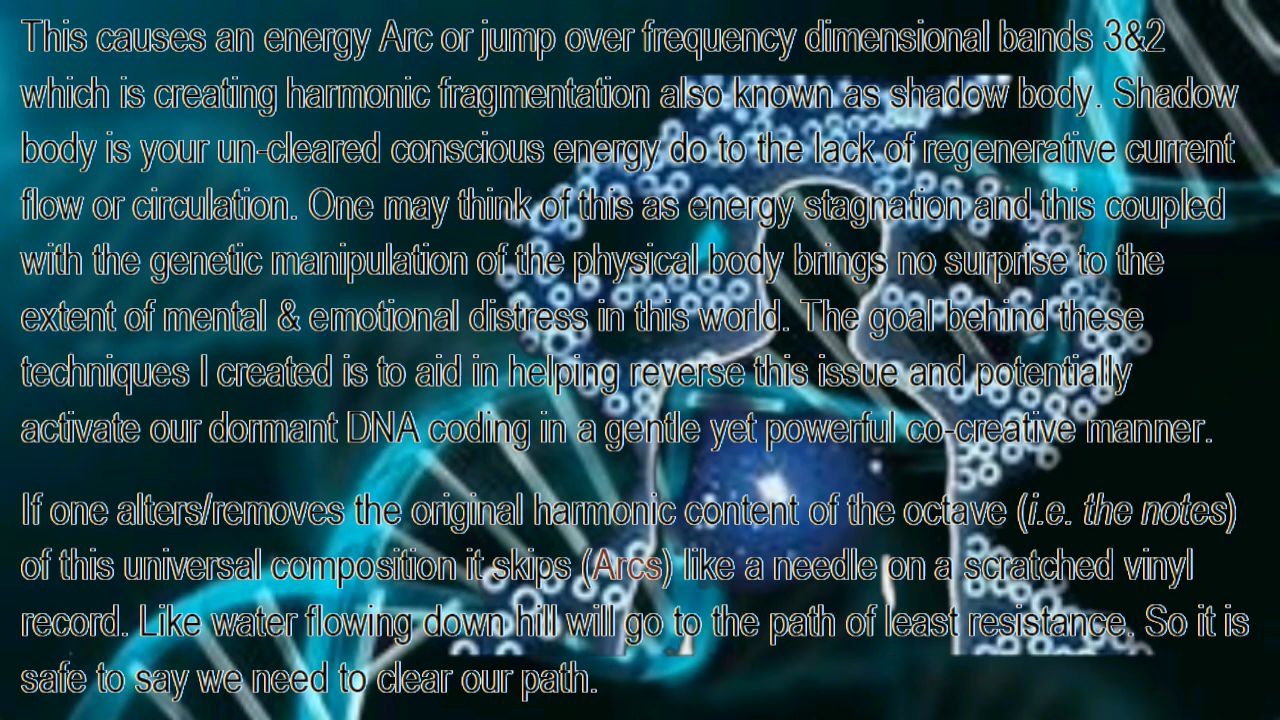 This causes an energy Arc or jump over frequency dimensional bands 3&2
which is creating harmonic fragmentation also known as shadow body. Shadow
body is your un-cleared conscious energy do to the lack of regenerative current
flow or circulation. One may think of this as energy stagnation and this coupled
with the genetic manipulation of the physical body brings no surprise to the
extent of mental & emotional distress in this world. The goal behind these
techniques I created is to aid in helping reverse this issue and potentially
activate our dormant DNA coding in a gentle yet powerful co-creative manner.
If one alters/removes the original harmonic content of the octave (i.e. the notes)
of this universal composition it skips (Arcs) like a needle on a scratched vinyl
record. Like water flowing down hill will go to the path of least resistance. So it is
safe to say we need to clear our path.